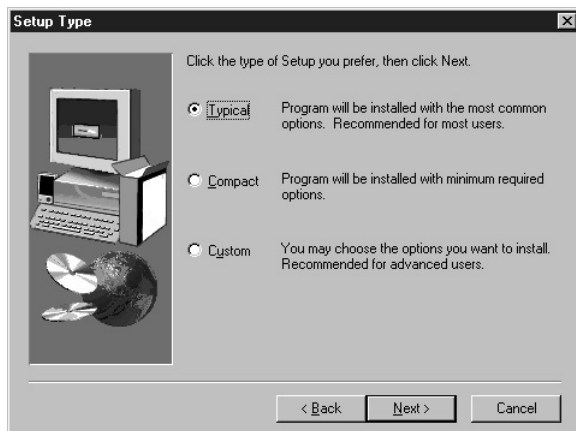 Setup Type
Click the type of Setup you prefer, then click Next.
Typical
Program will be installed with the most common
options. Recommended for most users.
Compact
Program will be installed with minimum required
options.
Custom
You may choose the options you want to install.
Recommended for advanced users.
< Back
Next >
Cancel